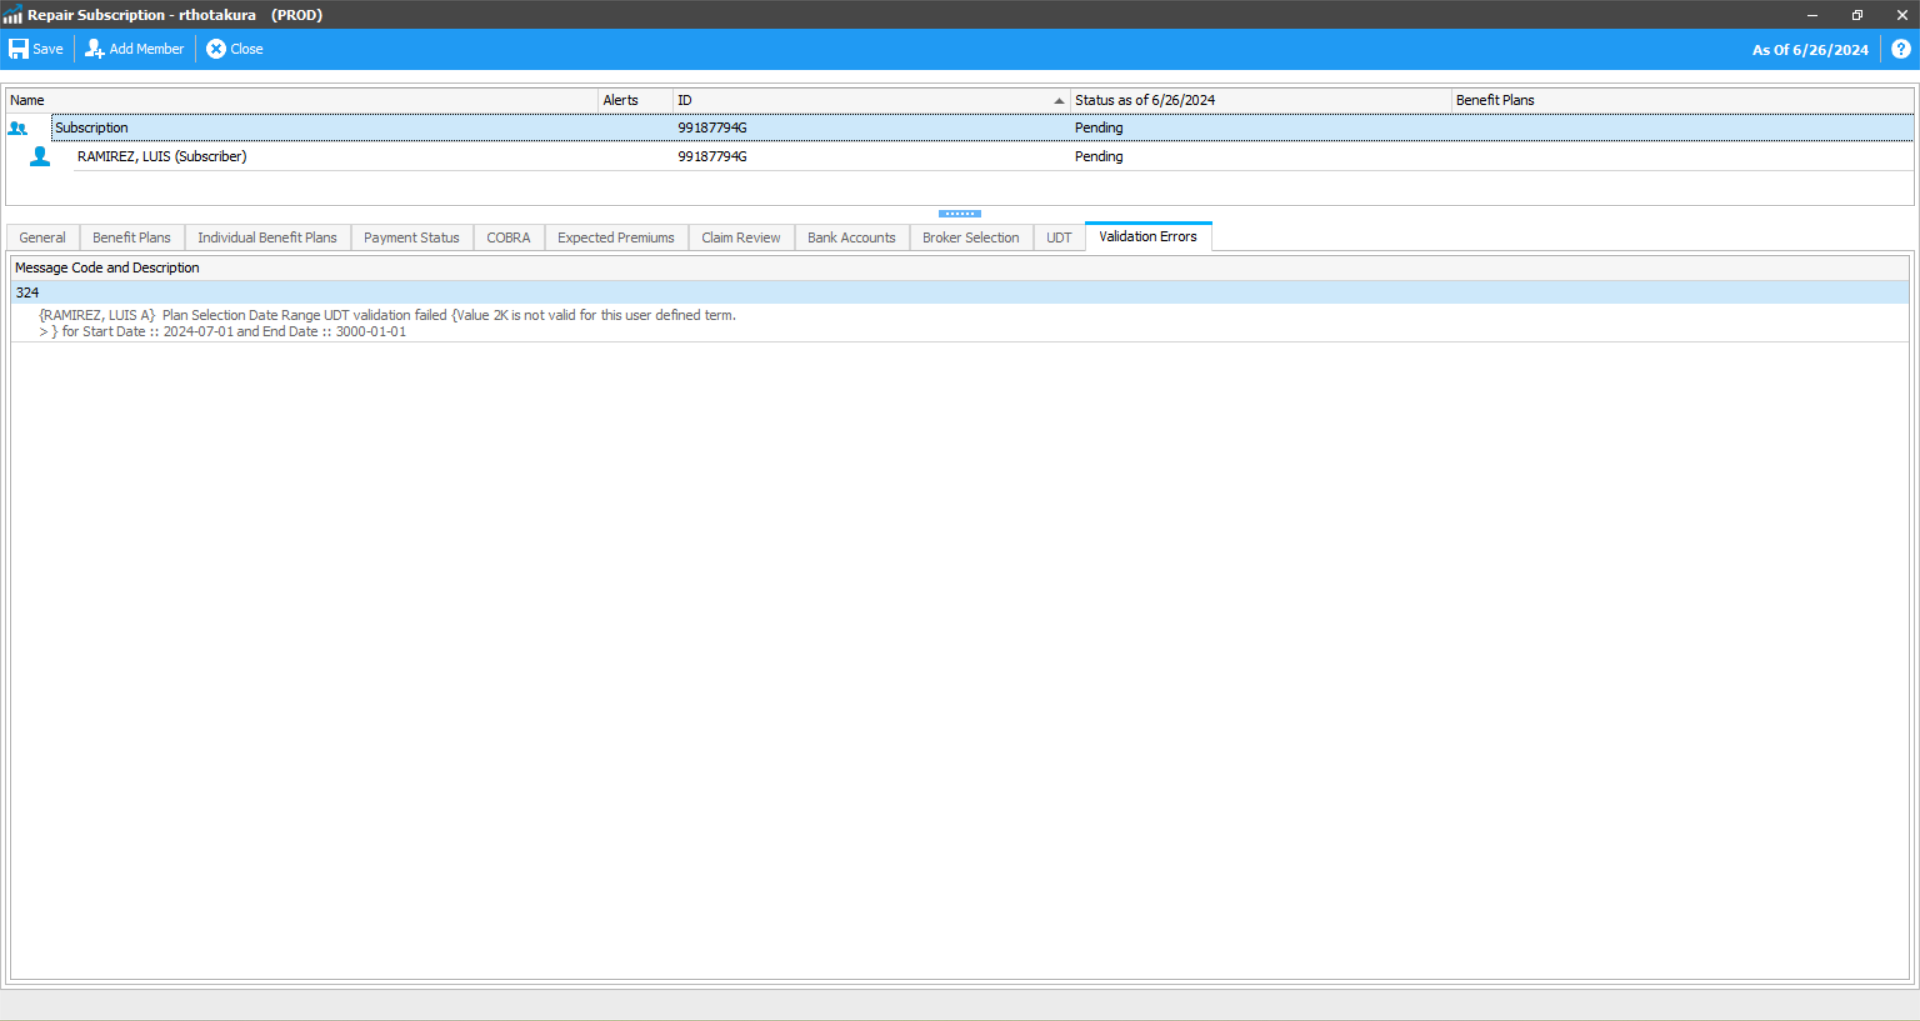 Repair Subscription - rthotakura (PROD)
Save Add Member Close As Of 6/26/2024 ?
Name Alerts ID Status as of 6/26/2024 Benefit Plans
Subscription 99187794G Pending
RAMIREZ, LUIS (Subscriber) 99187794G Pending
General Benefit Plans Individual Benefit Plans Payment Status COBRA Expected Premiums Claim Review Bank Accounts Broker Selection UDT Validation Errors
Message Code and Description
324
{RAMIREZ, LUIS A} Plan Selection Date Range UDT validation failed {Value 2K is not valid for this user defined term.
> } for Start Date :: 2024-07-01 and End Date :: 3000-01-01